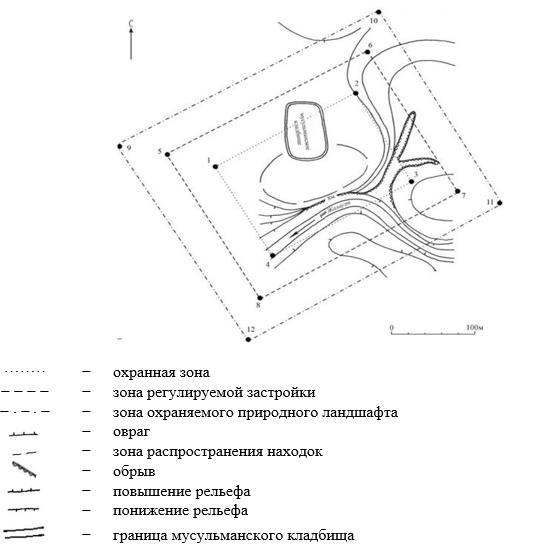 С
10
6
2
9
5
1
мусульманское
кладбище
3
7
11
4
8
12
0 100м
охранная зона
– зона регулируемой застройки
– зона охраняемого природного ландшафта
– овраг
– зона распространения находок
– обрыв
– повышение рельефа
– понижение рельефа
– граница мусульманского кладбища